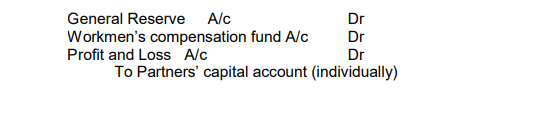 General Reserve A/c Dr
Workmen's compensation fund A/c Dr
Profit and Loss A/c Dr
To Partners' capital account (individually)